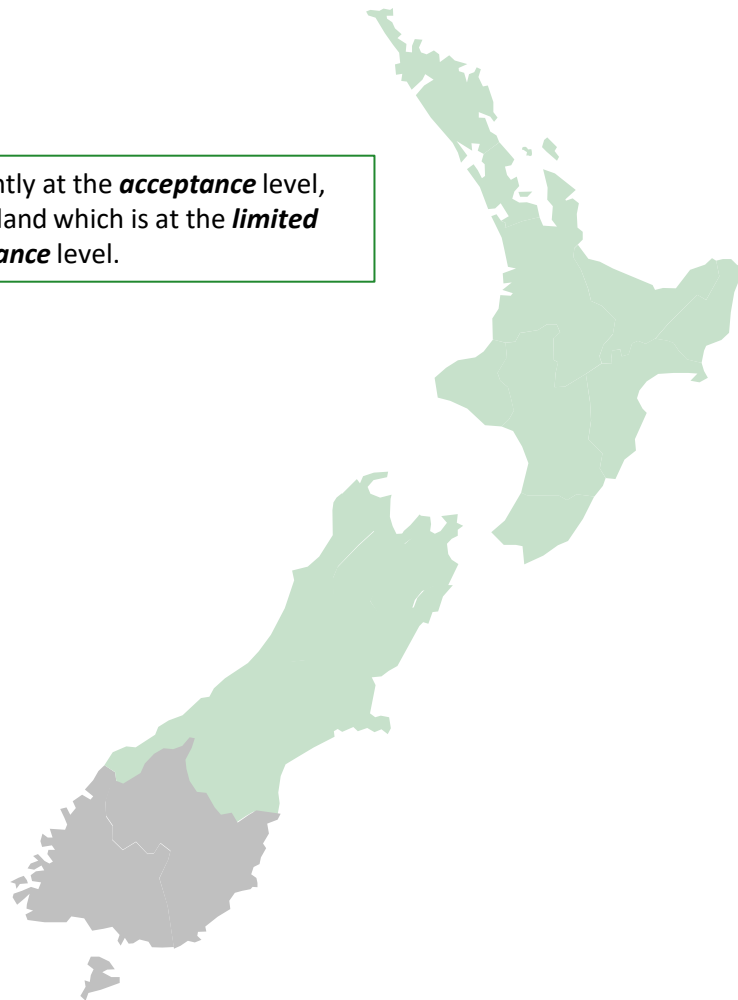 ntly at the acceptance level,
land which is at the limited
ance level.